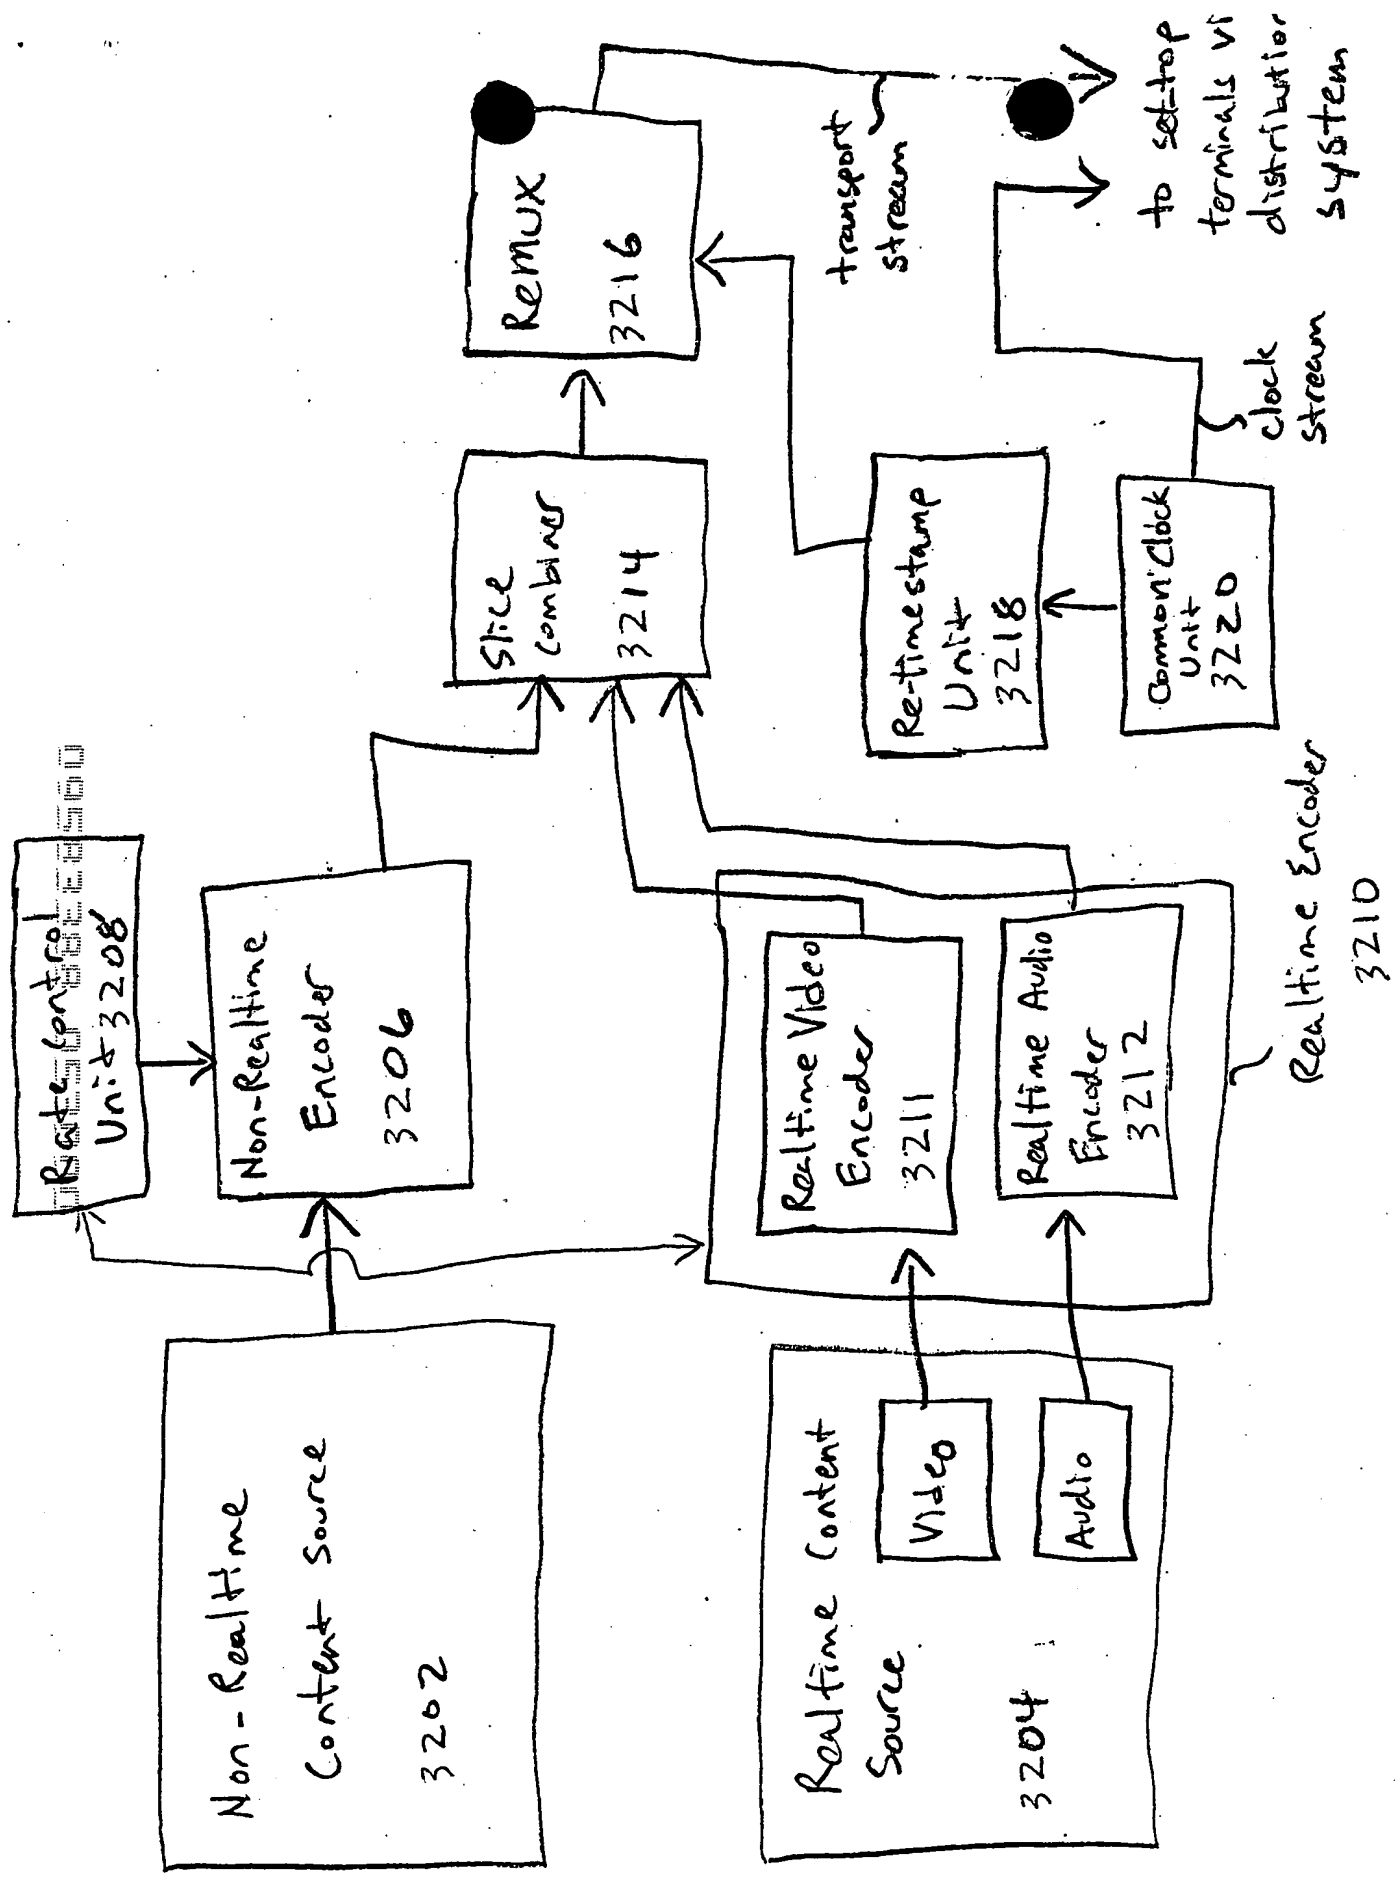 Rate Control
Unit 3208
Non-Realtime
Content Source
3202
Non-Realtime
Encoder
3206
Slice
Combiner
3214
ReMUX
3216
transport
stream
Realtime Content
Source
3204
Video
Audio
Realtime Video
Encoder
3211
Realtime Audio
Encoder
3212
Realtime Encoder
3210
Re-timestamp
Unit
3218
Common Clock
Unit
3220
clock
stream
to set-top
terminals vi
distribution
system